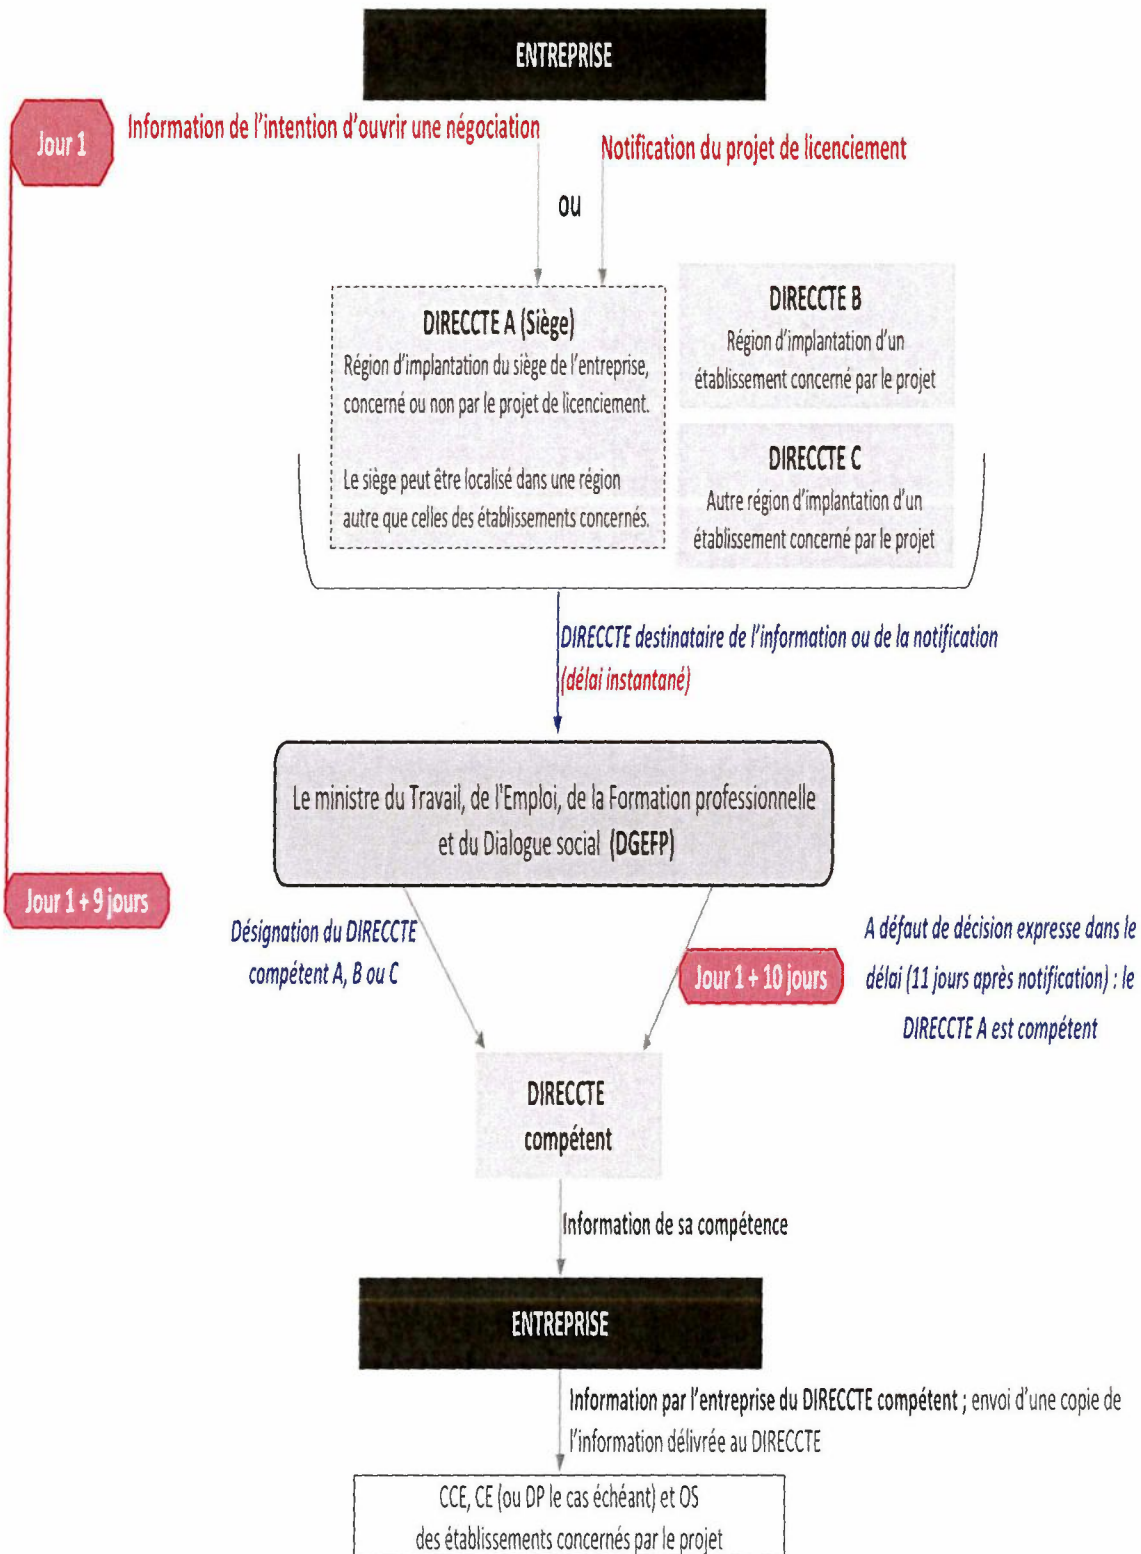 ENTREPRISE
Jour 1
Information de l'intention d'ouvrir une négociation
Notification du projet de licenciement
ou
DIRECCTE A (Siège)
Région d'implantation du siège de l'entreprise,
concerné ou non par le projet de licenciement.
Le siège peut être localisé dans une région
autre que celles des établissements concernés.
DIRECCTE B
Région d'implantation d'un
établissement concerné par le projet
DIRECCTE C
Autre région d'implantation d'un
établissement concerné par le projet
DIRECCTE destinataire de l'information ou de la notification
(délai instantané)
Le ministre du Travail, de l'Emploi, de la Formation professionnelle
et du Dialogue social (DGEFP)
Jour 1 + 9 jours
Désignation du DIRECCTE
compétent A, B ou C
Jour 1 + 10 jours
A défaut de décision expresse dans le
délai (11 jours après notification) : le
DIRECCTE A est compétent
DIRECCTE
compétent
Information de sa compétence
ENTREPRISE
Information par l'entreprise du DIRECCTE compétent ; envoi d'une copie de
l'information délivrée au DIRECCTE
CCE, CE (ou DP le cas échéant) et OS
des établissements concernés par le projet